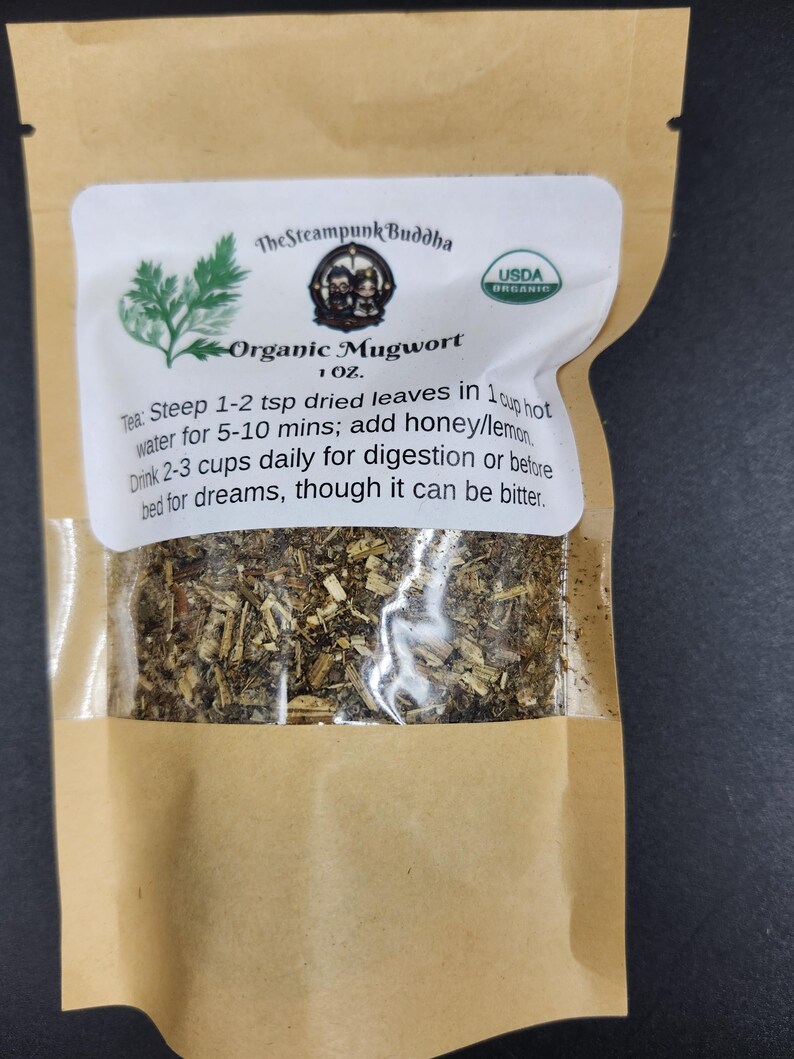 TheSteampunkBuddha
USDA
ORGANIC
Organic Mugwort
1 OZ.
Tea: Steep 1-2 tsp dried leaves in 1 cup hot
water for 5-10 mins; add honey/lemon.
Drink 2-3 cups daily for digestion or before
bed for dreams, though it can be bitter.